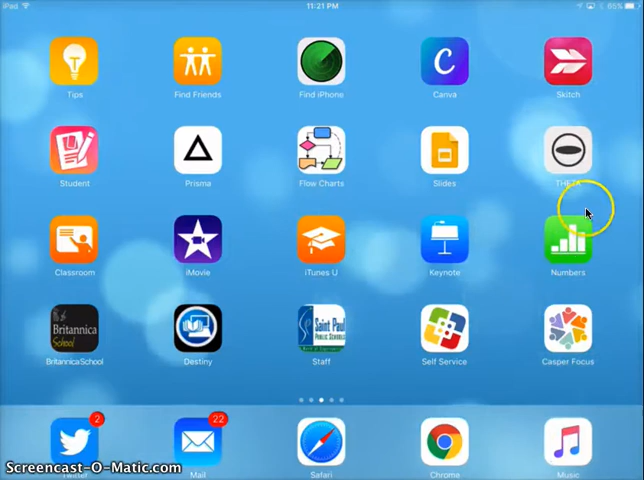 iPad 11:21 PM 86%
Tips Find Friends Find iPhone Canva Skitch
Student Prisma Flow Charts Slides THETA
Classroom iMovie iTunes U Keynote Numbers
Britannica School
Saint Paul
PUBLIC SCHOOLS
BritannicaSchool Destiny Staff Self Service Casper Focus
2 22
Twitter Mail Safari Chrome Music
Screencast-O-Matic.com